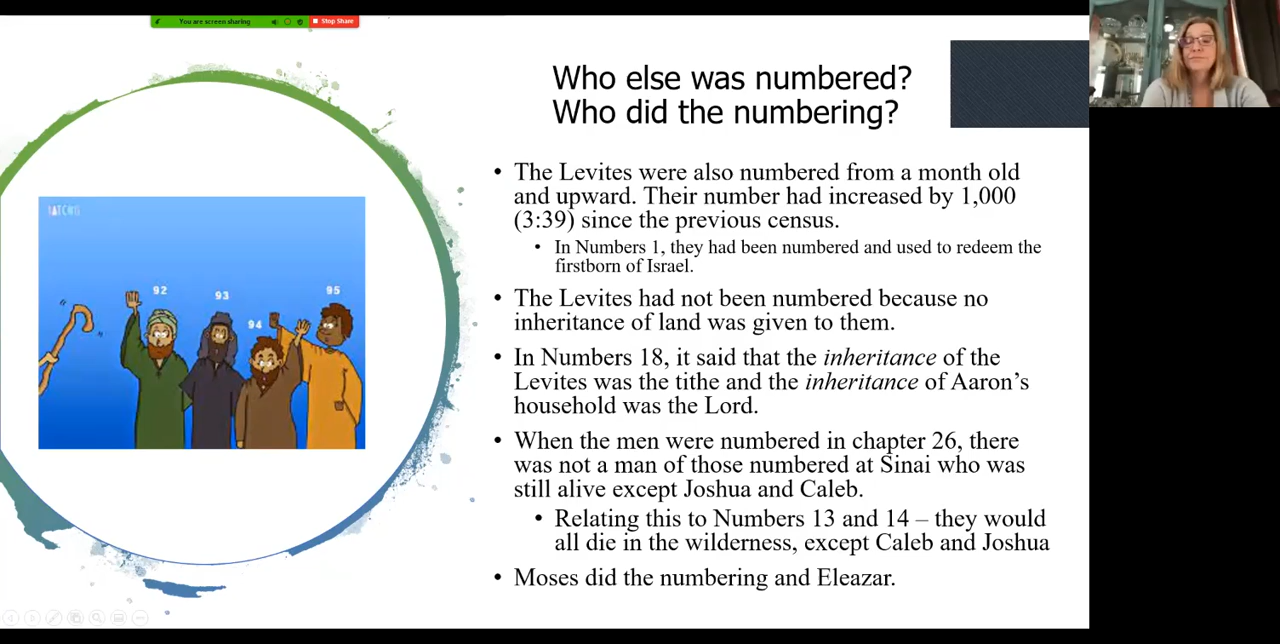 You are screen sharing
Stop Share
Who else was numbered?
Who did the numbering?
• The Levites were also numbered from a month old
and upward. Their number had increased by 1,000
(3:39) since the previous census.
• In Numbers 1, they had been numbered and used to redeem the
firstborn of Israel.
• The Levites had not been numbered because no
inheritance of land was given to them.
• In Numbers 18, it said that the inheritance of the
Levites was the tithe and the inheritance of Aaron’s
household was the Lord.
• When the men were numbered in chapter 26, there
was not a man of those numbered at Sinai who was
still alive except Joshua and Caleb.
• Relating this to Numbers 13 and 14 – they would
all die in the wilderness, except Caleb and Joshua
• Moses did the numbering and Eleazar.
92
93
94
95